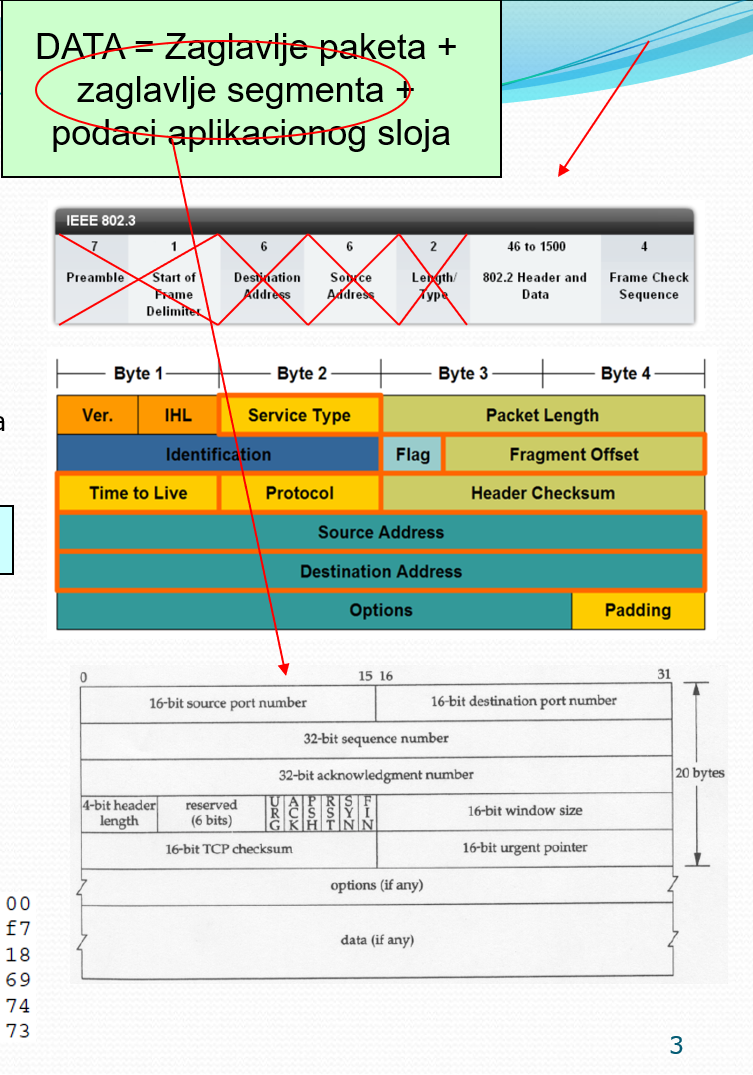 DATA = Zaglavlje paketa +
zaglavlje segmenta +
podaci aplikacionog sloja
IEEE 802.3
7 1 6 6 2 46 to 1500 4
Preamble Start of Destination Source Length/ 802.2 Header and Frame Check
Frame Address Address Type Data Sequence
Delimiter
Byte 1 Byte 2 Byte 3 Byte 4
a
Ver. IHL Service Type Packet Length
Identification Flag Fragment Offset
Time to Live Protocol Header Checksum
Source Address
Destination Address
Options Padding
0 15 16 31
16-bit source port number 16-bit destination port number
32-bit sequence number
32-bit acknowledgment number
20 bytes
4-bit header length reserved (6 bits) URG ACK PSH RST SYN FIN 16-bit window size
16-bit TCP checksum 16-bit urgent pointer
options (if any)
data (if any)
00
f7
18
69
74
73
3